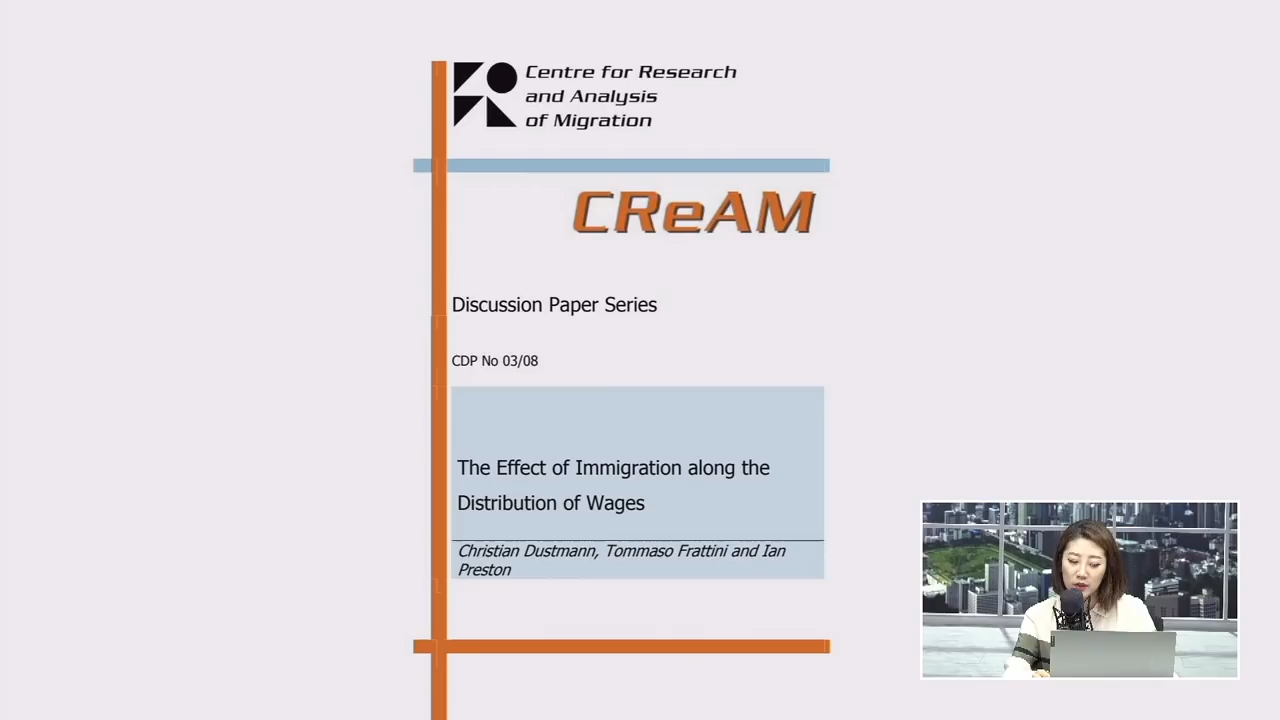 Centre for Research
and Analysis
of Migration
CReAM
Discussion Paper Series
CDP No 03/08
The Effect of Immigration along the
Distribution of Wages
Christian Dustmann, Tommaso Frattini and Ian
Preston